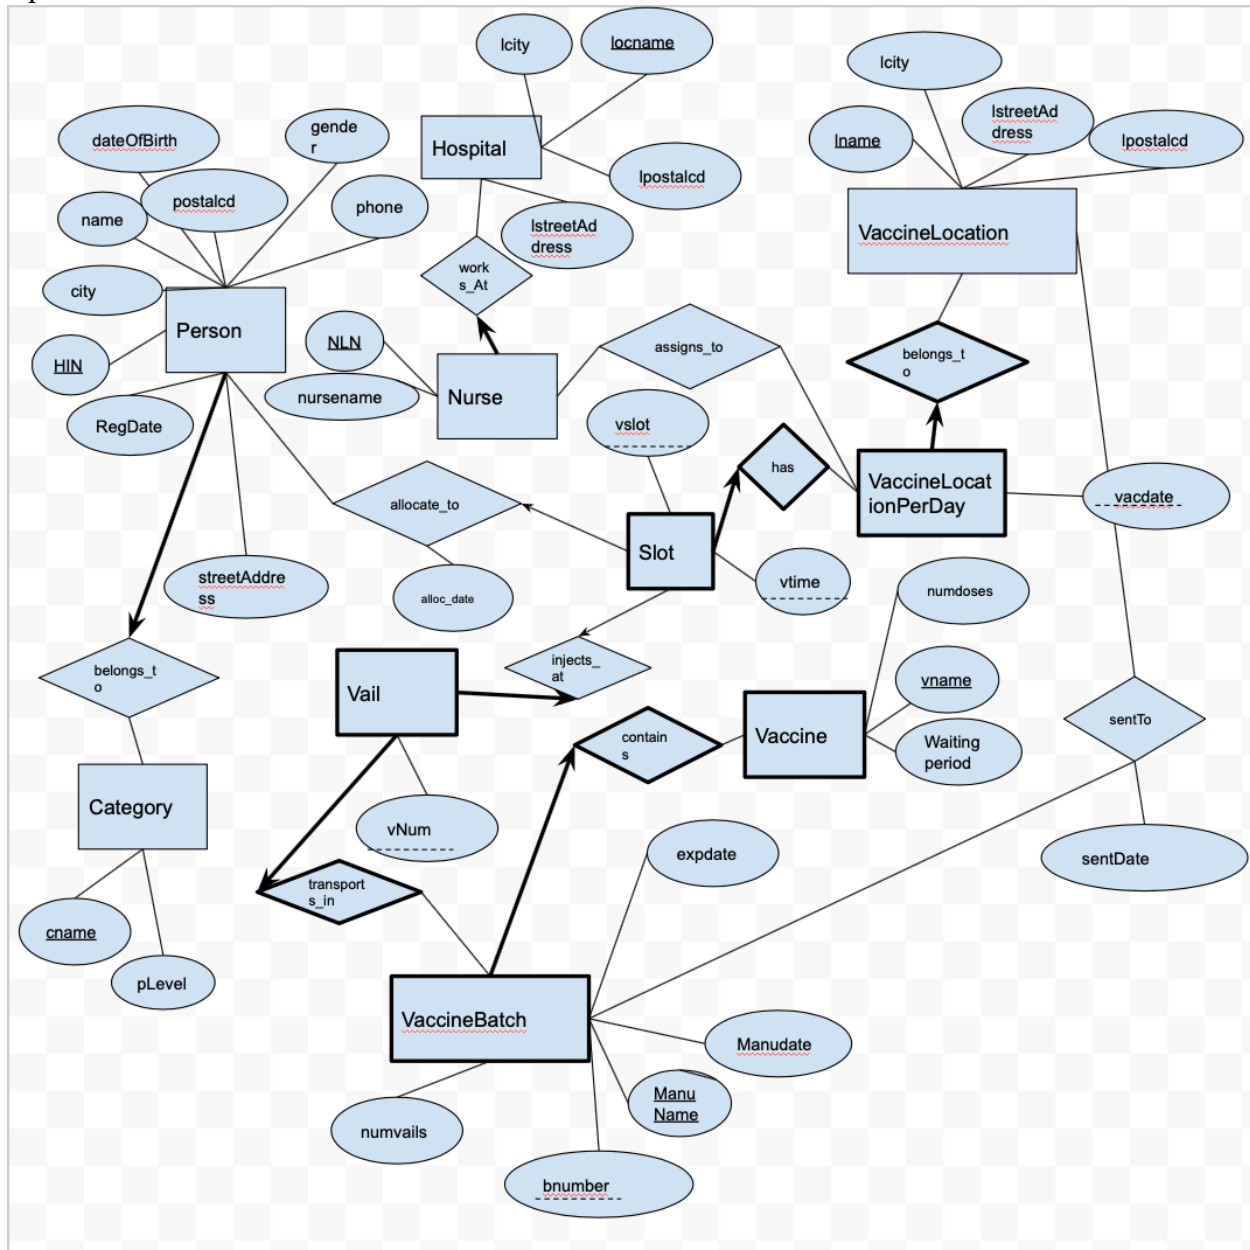 lcity
locname
lcity
lstreetAd
dress
lname
lpostalcd
dateOfBirth
gende
r
Hospital
lpostalcd
postalcd
phone
name
lstreetAd
dress
VaccineLocation
work
s_At
city
Person
NLN
assigns_to
belongs_t
o
HIN
nursename
Nurse
RegDate
vslot
has
VaccineLocat
ionPerDay
vacdate
allocate_to
Slot
vtime
streetAddre
ss
alloc_date
numdoses
belongs_t
o
injects_
at
vname
Vail
contain
s
Vaccine
Waiting
period
sentTo
Category
vNum
expdate
sentDate
transport
s_in
cname
pLevel
VaccineBatch
Manudate
Manu
Name
numvails
bnumber